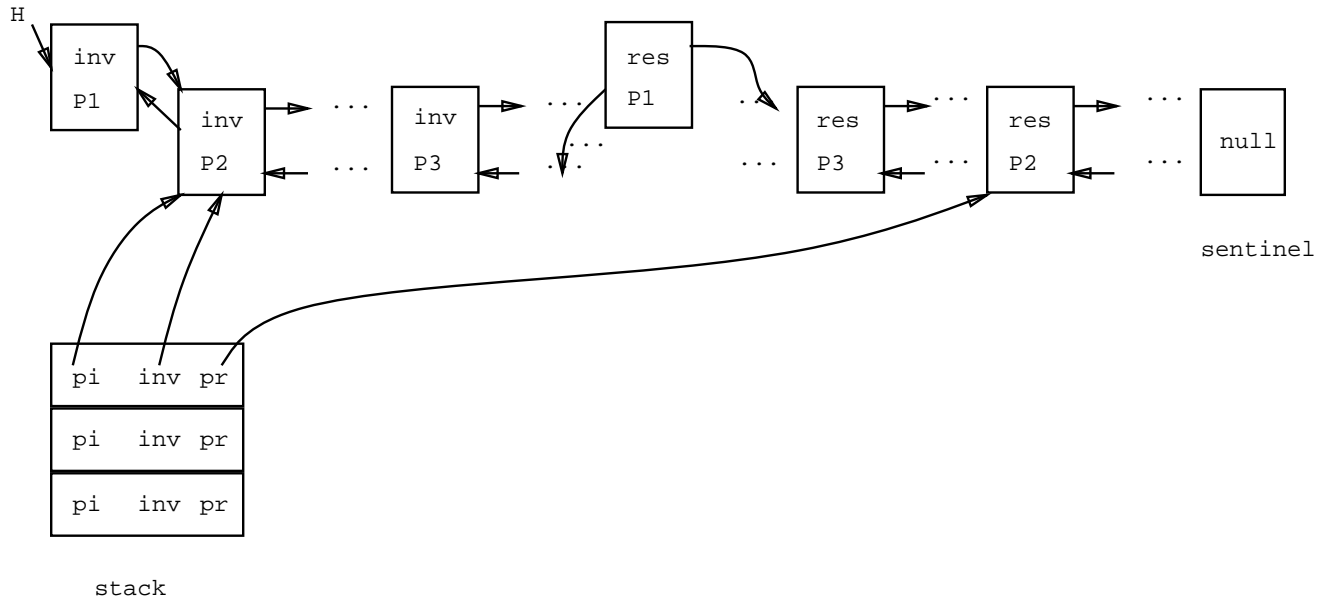 H
inv
P1
inv
P2
...
...
inv
P3
...
...
...
res
P1
...
...
res
P3
...
...
res
P2
...
...
null
sentinel
pi inv pr
pi inv pr
pi inv pr
stack